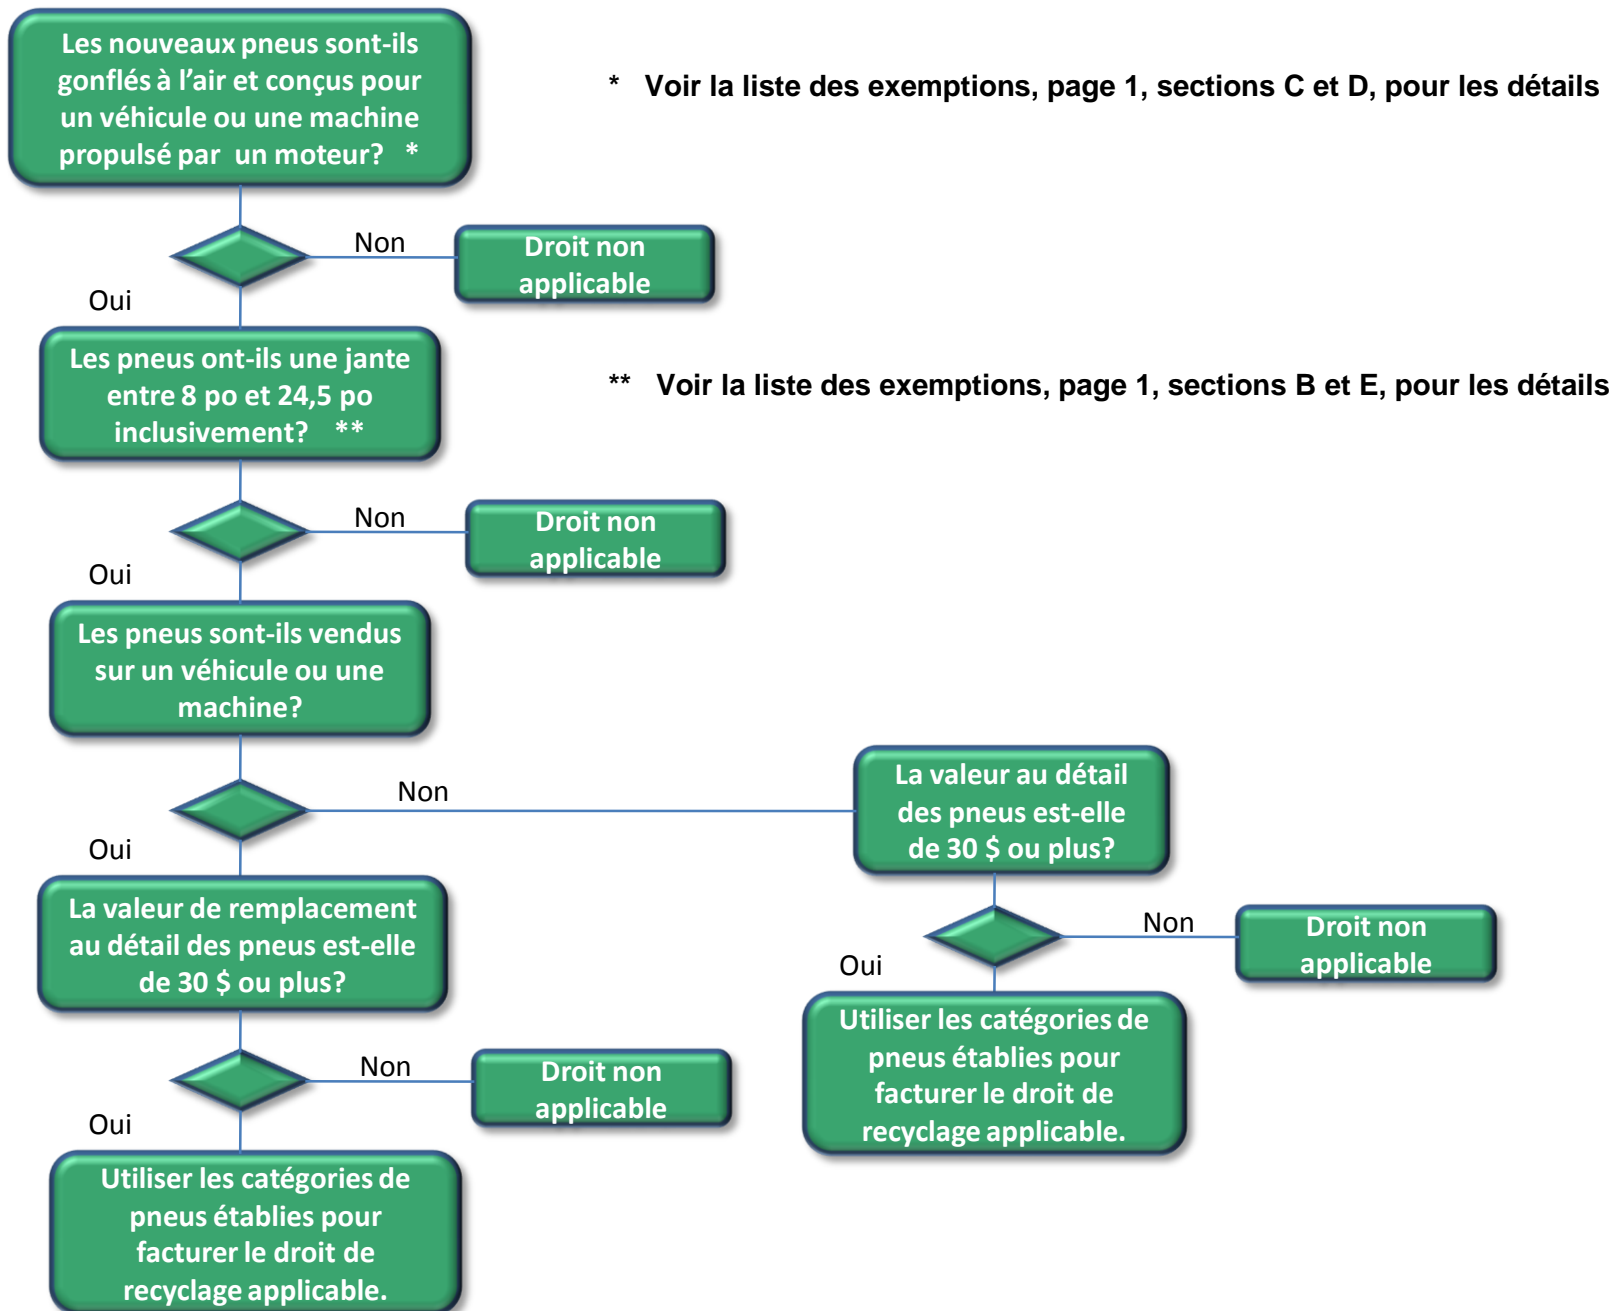 Les nouveaux pneus sont-ils
gonflés à l'air et conçus pour
un véhicule ou une machine
propulsé par un moteur? *
* Voir la liste des exemptions, page 1, sections C et D, pour les détails
Non
Droit non
applicable
Oui
Les pneus ont-ils une jante
entre 8 po et 24,5 po
inclusivement? **
** Voir la liste des exemptions, page 1, sections B et E, pour les détails
Non
Droit non
applicable
Oui
Les pneus sont-ils vendus
sur un véhicule ou une
machine?
Non
La valeur au détail
des pneus est-elle
de 30 $ ou plus?
Oui
La valeur de remplacement
au détail des pneus est-elle
de 30 $ ou plus?
Non
Droit non
applicable
Oui
Utiliser les catégories de
pneus établies pour
facturer le droit de
recyclage applicable.
Non
Droit non
applicable
Oui
Utiliser les catégories de
pneus établies pour
facturer le droit de
recyclage applicable.